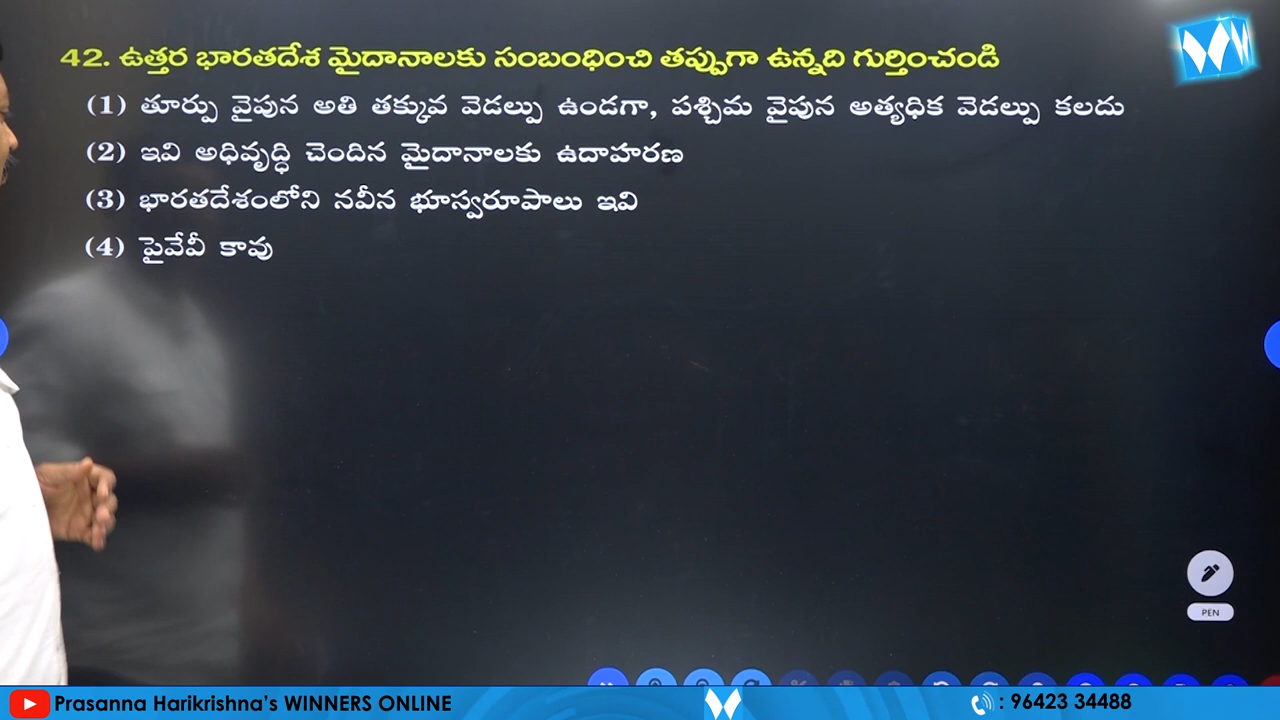 42. ఉత్తర భారతదేశ మైదానాలకు సంబంధించి తప్పుగా ఉన్నది గుర్తించండి
(1) తూర్పు వైపున అతి తక్కువ వెడల్పు ఉండగా, పశ్చిమ వైపున అత్యధిక వెడల్పు కలదు
(2) ఇవి అధివృద్ధి చెందిన మైదానాలకు ఉదాహరణ
(3) భారతదేశంలోని నవీన భూస్వరూపాలు ఇవి
(4) పైవేవీ కావు
PEN
Prasanna Harikrishna's WINNERS ONLINE
: 96423 34488